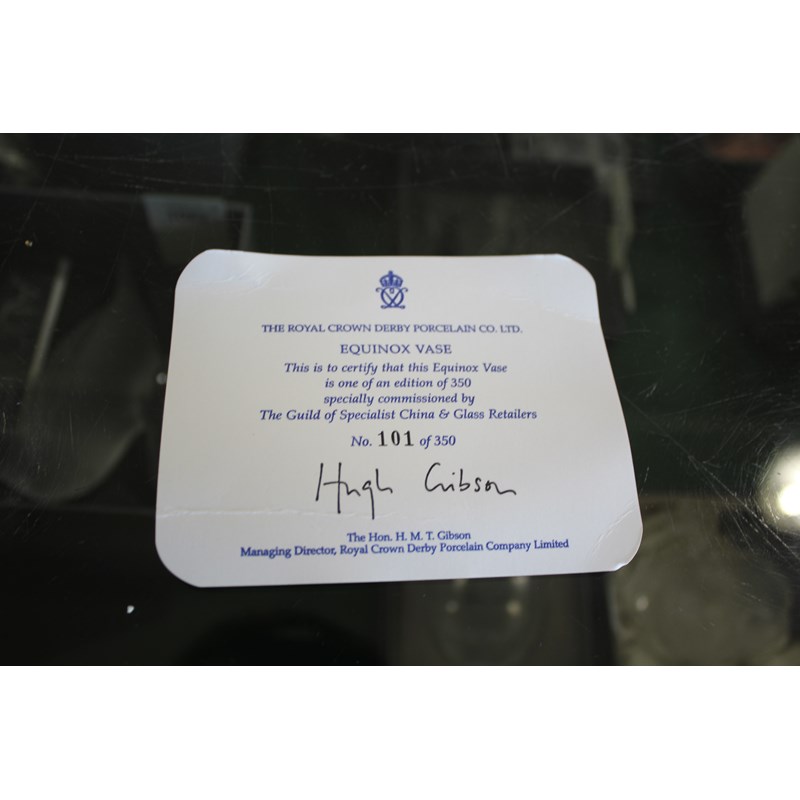 THE ROYAL CROWN DERBY PORCELAIN CO. LTD.
EQUINOX VASE
This is to certify that this Equinox Vase
is one of an edition of 350
specially commissioned by
The Guild of Specialist China & Glass Retailers
No. 101 of 350
Hugh Gibson
The Hon. H. M. T. Gibson
Managing Director, Royal Crown Derby Porcelain Company Limited